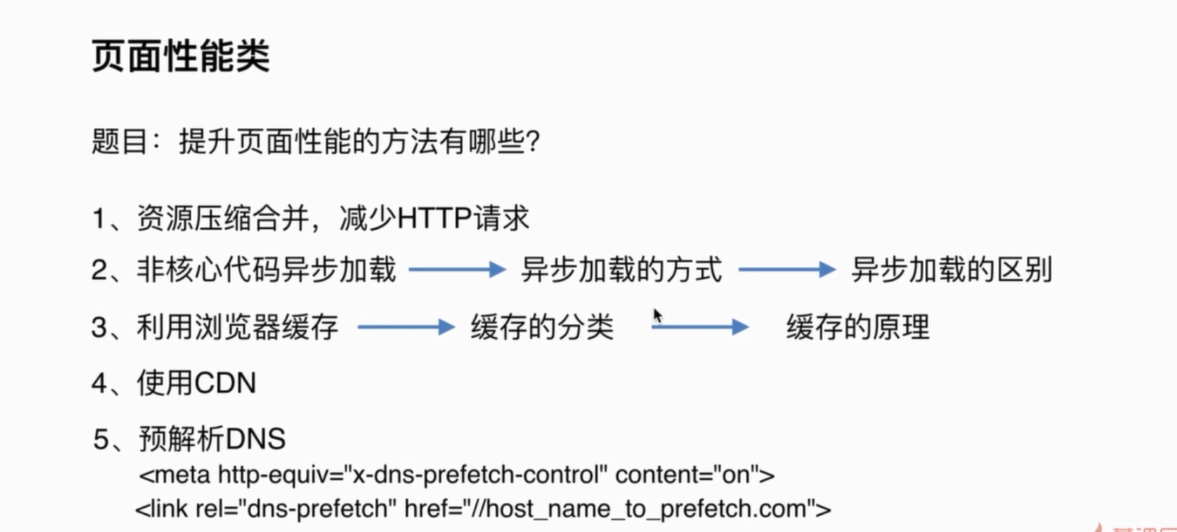 页面性能类
题目：提升页面性能的方法有哪些？
1、资源压缩合并，减少HTTP请求
2、非核心代码异步加载 异步加载的方式 异步加载的区别
3、利用浏览器缓存 缓存的分类 缓存的原理
4、使用CDN
5、预解析DNS
<meta http-equiv="x-dns-prefetch-control" content="on">
<link rel="dns-prefetch" href="//host_name_to_prefetch.com">